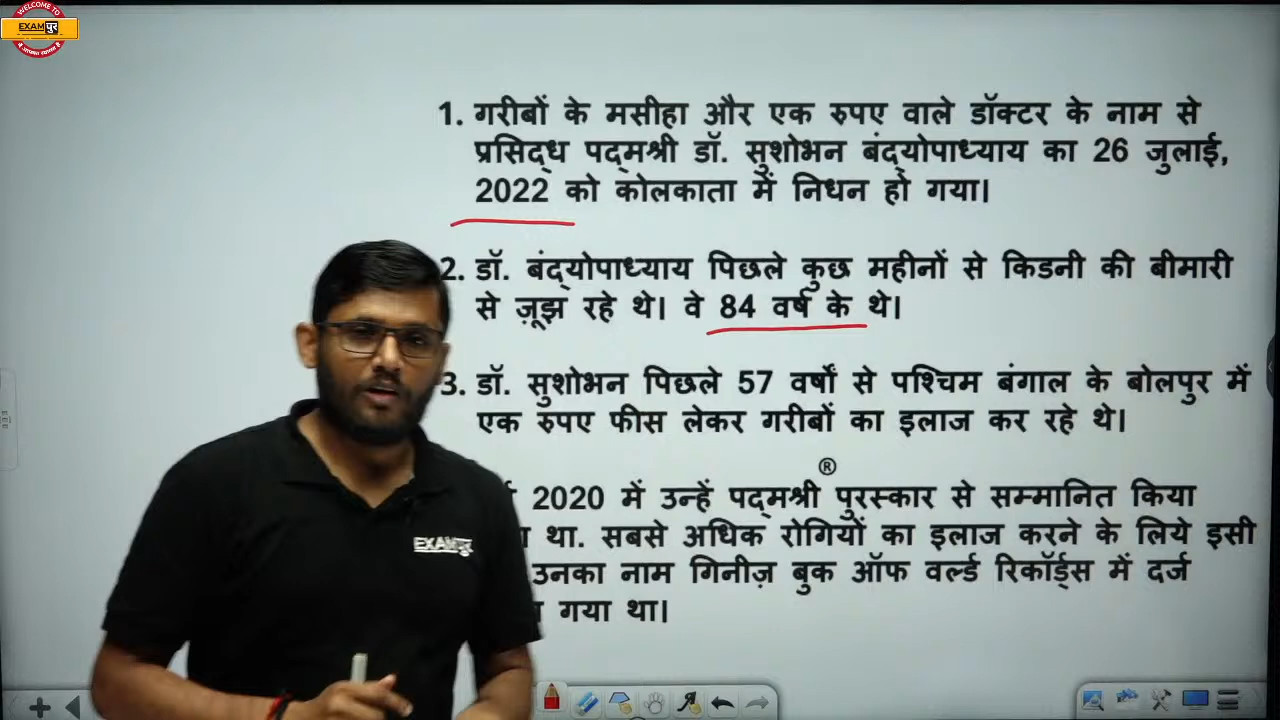 WELCOME TO
EXAMपुर
1. गरीबों के मसीहा और एक रुपए वाले डॉक्टर के नाम से
प्रसिद्ध पद्मश्री डॉ. सुशोभन बंद्योपाध्याय का 26 जुलाई,
2022 को कोलकाता में निधन हो गया।
2. डॉ. बंद्योपाध्याय पिछले कुछ महीनों से किडनी की बीमारी
से ज़ूझ रहे थे। वे 84 वर्ष के थे।
3. डॉ. सुशोभन पिछले 57 वर्षों से पश्चिम बंगाल के बोलपुर में
एक रुपए फीस लेकर गरीबों का इलाज कर रहे थे।
®
2020 में उन्हें पद्मश्री पुरस्कार से सम्मानित किया
था. सबसे अधिक रोगियों का इलाज करने के लिये इसी
उनका नाम गिनीज़ बुक ऑफ वर्ल्ड रिकॉर्ड्स में दर्ज
गया था।
EXAMपुर